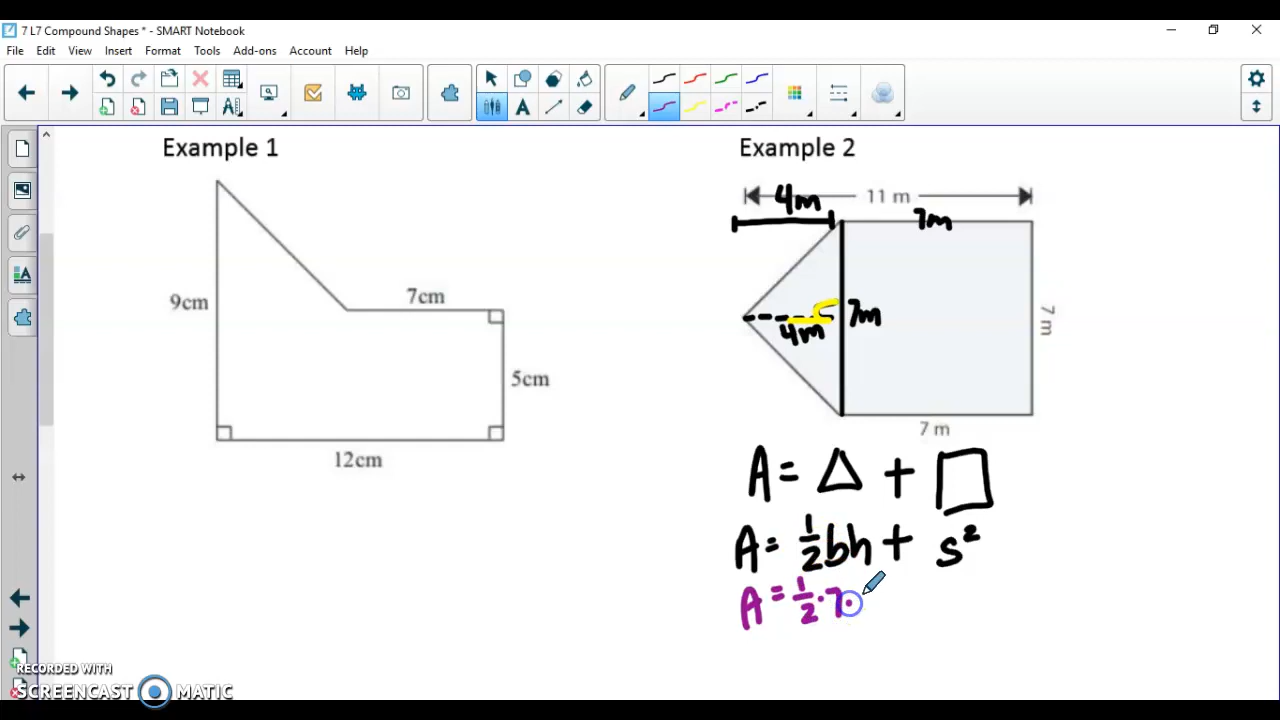 7 L7 Compound Shapes * - SMART Notebook
File Edit View Insert Format Tools Add-ons Account Help
Example 1
9cm
7cm
5cm
12cm
Example 2
11 m
4m
7m
4m
7m
7 m
7 m
A = △ + □
A = ½bh + s²
A = ½·7·
RECORDED WITH
SCREENCAST MATIC